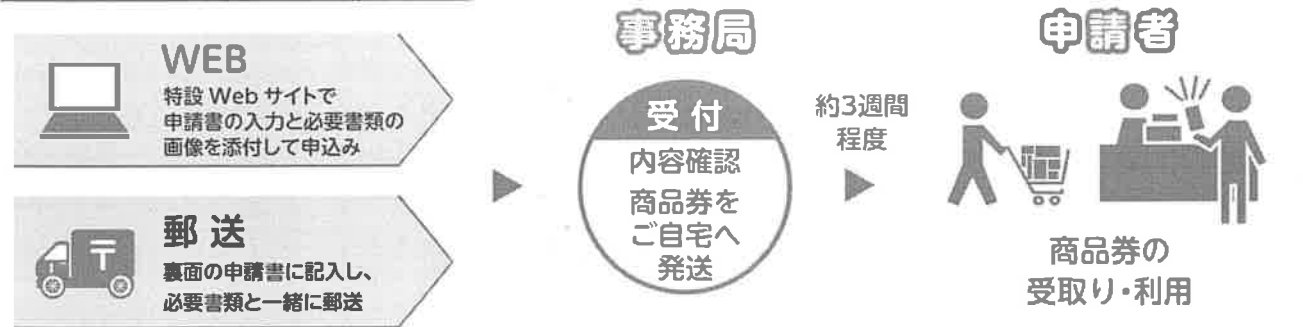 WEB
特設 Web サイトで
申請書の入力と必要書類の
画像を添付して申込み
郵送
裏面の申請書に記入し、
必要書類と一緒に郵送
事務局
受付
内容確認
商品券を
ご自宅へ
発送
約3週間
程度
申請者
商品券の
受取り・利用